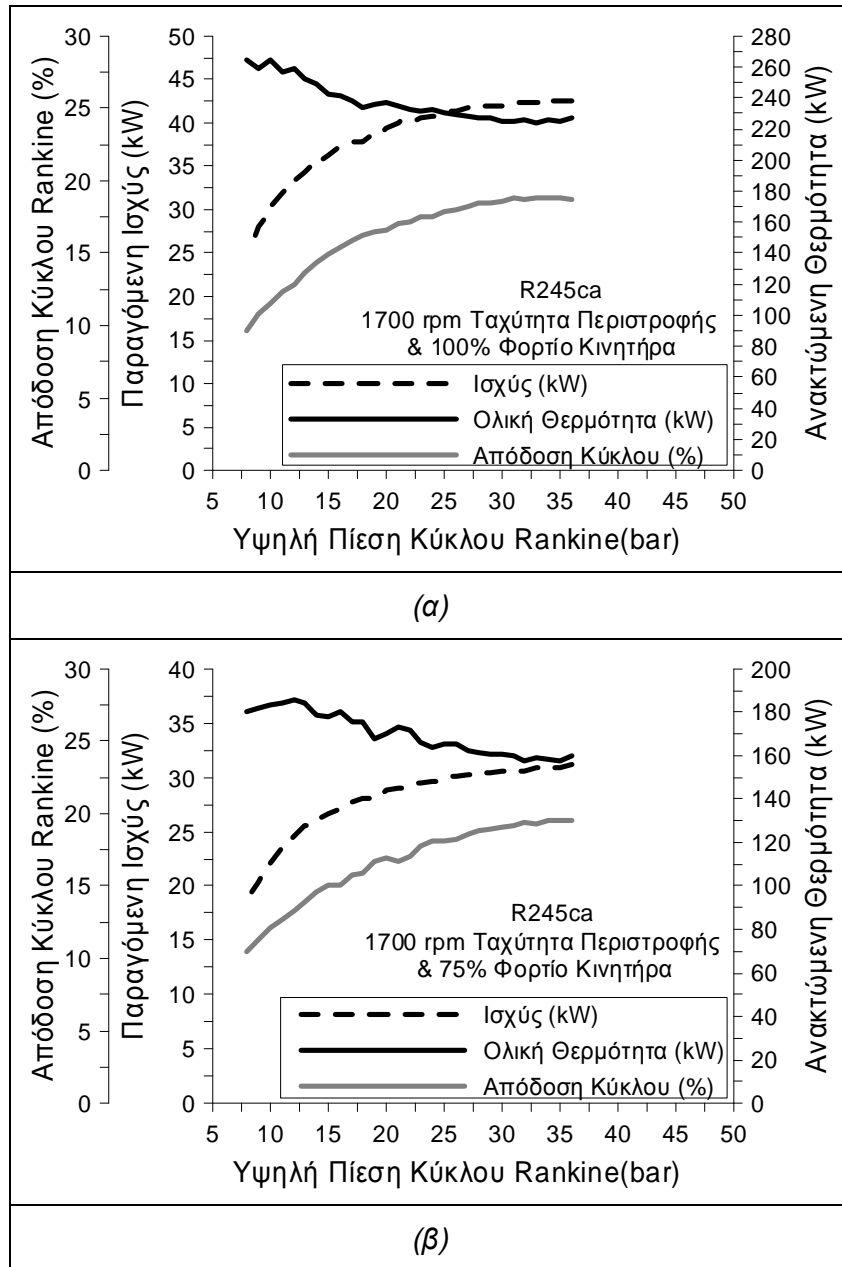 Απόδοση Κύκλου Rankine (%)
30
25
20
15
10
5
0
Παραγόμενη Ισχύς (kW)
50
45
40
35
30
25
20
15
10
5
0
R245ca
1700 rpm Ταχύτητα Περιστροφής
& 100% Φορτίο Κινητήρα
Ισχύς (kW)
Ολική Θερμότητα (kW)
Απόδοση Κύκλου (%)
280
260
240
220
200
180
160
140
120
100
80
60
40
20
0
Ανακτώμενη Θερμότητα (kW)
5 10 15 20 25 30 35 40 45 50
Υψηλή Πίεση Κύκλου Rankine(bar)
(α)
Απόδοση Κύκλου Rankine (%)
30
25
20
15
10
5
0
Παραγόμενη Ισχύς (kW)
40
35
30
25
20
15
10
5
0
R245ca
1700 rpm Ταχύτητα Περιστροφής
& 75% Φορτίο Κινητήρα
Ισχύς (kW)
Ολική Θερμότητα (kW)
Απόδοση Κύκλου (%)
200
180
160
140
120
100
80
60
40
20
0
Ανακτώμενη Θερμότητα (kW)
5 10 15 20 25 30 35 40 45 50
Υψηλή Πίεση Κύκλου Rankine(bar)
(β)